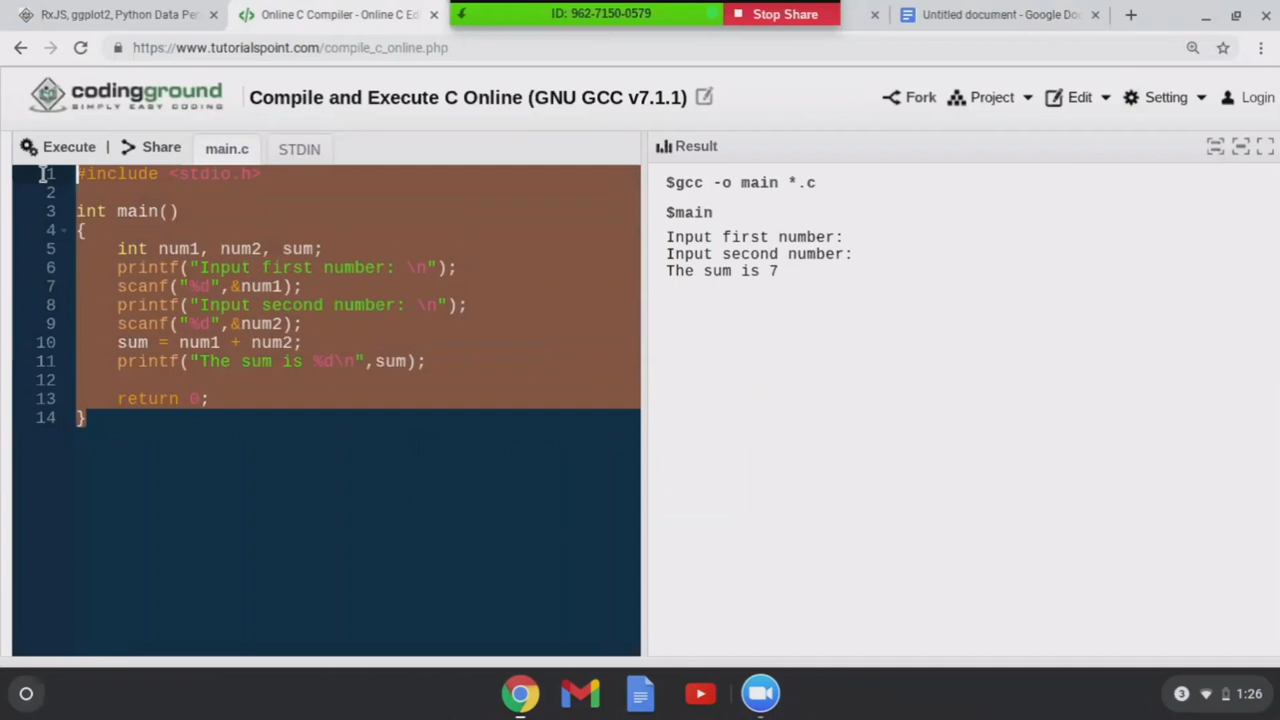 RxJS, ggplot2, Python Data Per
Online C Compiler - Online C Ed
ID: 962-7150-0579
Stop Share
Untitled document - Google Doc
https://www.tutorialspoint.com/compile_c_online.php
codingground
SIMPLY EASY CODING
Compile and Execute C Online (GNU GCC v7.1.1)
Fork
Project
Edit
Setting
Login
Execute | Share
main.c
STDIN
Result
1 #include <stdio.h>
2
3 int main()
4 {
5 int num1, num2, sum;
6 printf("Input first number: \n");
7 scanf("%d",&num1);
8 printf("Input second number: \n");
9 scanf("%d",&num2);
10 sum = num1 + num2;
11 printf("The sum is %d\n",sum);
12
13 return 0;
14 }
$gcc -o main *.c
$main
Input first number:
Input second number:
The sum is 7
3
1:26